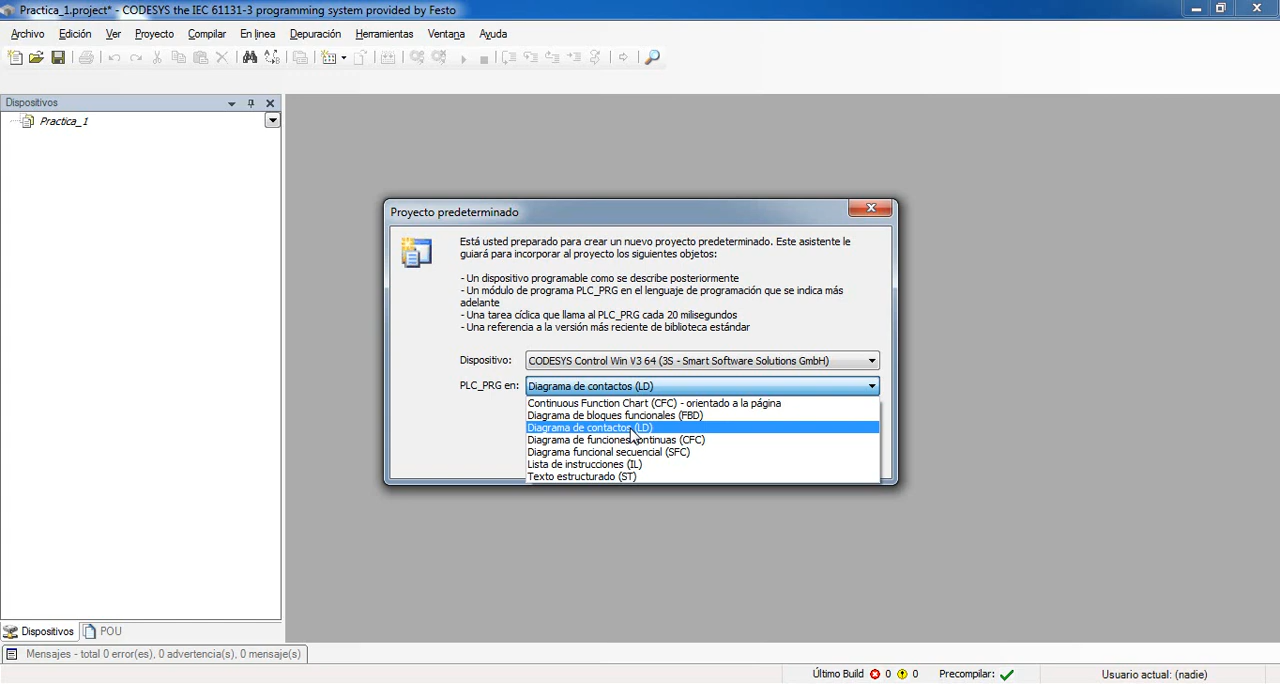 Practica_1.project* - CODESYS the IEC 61131-3 programming system provided by Festo
Archivo Edición Ver Proyecto Compilar En línea Depuración Herramientas Ventana Ayuda
Dispositivos
Practica_1
Proyecto predeterminado
Está usted preparado para crear un nuevo proyecto predeterminado. Este asistente le
guiará para incorporar al proyecto los siguientes objetos:
- Un dispositivo programable como se describe posteriormente
- Un módulo de programa PLC_PRG en el lenguaje de programación que se indica más
adelante
- Una tarea cíclica que llama al PLC_PRG cada 20 milisegundos
- Una referencia a la versión más reciente de biblioteca estándar
Dispositivo: CODESYS Control Win V3 64 (3S - Smart Software Solutions GmbH)
PLC_PRG en: Diagrama de contactos (LD)
Continuous Function Chart (CFC) - orientado a la página
Diagrama de bloques funcionales (FBD)
Diagrama de contactos (LD)
Diagrama de funciones continuas (CFC)
Diagrama funcional secuencial (SFC)
Lista de instrucciones (IL)
Texto estructurado (ST)
Dispositivos POU
Mensajes - total 0 error(es), 0 advertencia(s), 0 mensaje(s)
Último Build 0 0 Precompilar: Usuario actual: (nadie)